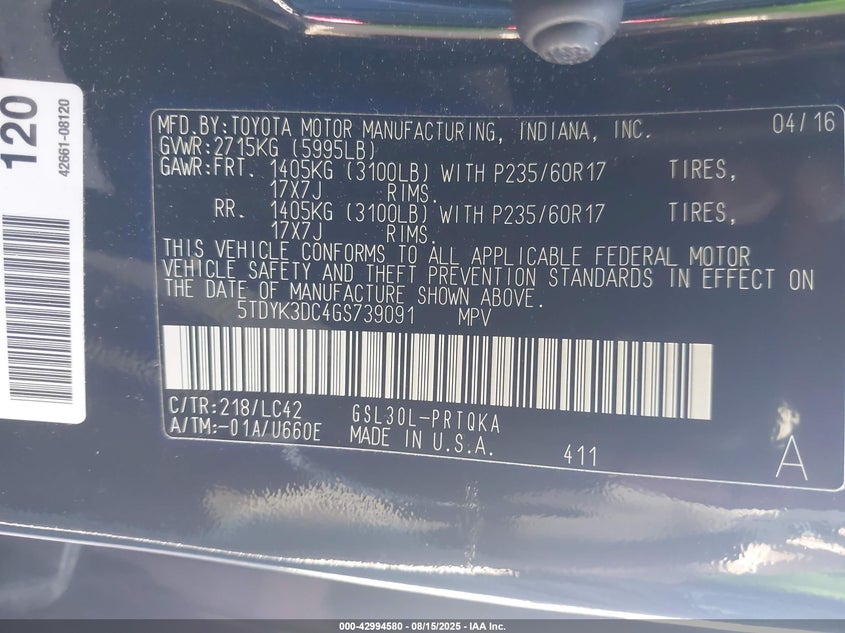 120
42661-08120
MFD.BY:TOYOTA MOTOR MANUFACTURING, INDIANA, INC. 04/16
GVWR:2715KG (5995LB)
GAWR:FRT. 1405KG (3100LB) WITH P235/60R17 TIRES,
17X7J RIMS.
RR. 1405KG (3100LB) WITH P235/60R17 TIRES,
17X7J RIMS.
THIS VEHICLE CONFORMS TO ALL APPLICABLE FEDERAL MOTOR
VEHICLE SAFETY AND THEFT PREVENTION STANDARDS IN EFFECT ON
THE DATE OF MANUFACTURE SHOWN ABOVE.
5TDYK3DC4GS739091 MPV
C/TR:218/LC42 GSL30L-PRTQKA
A/TM:-01A/U660E MADE IN U.S.A. 411 A
000-42994580 - 08/15/2025 - IAA Inc.